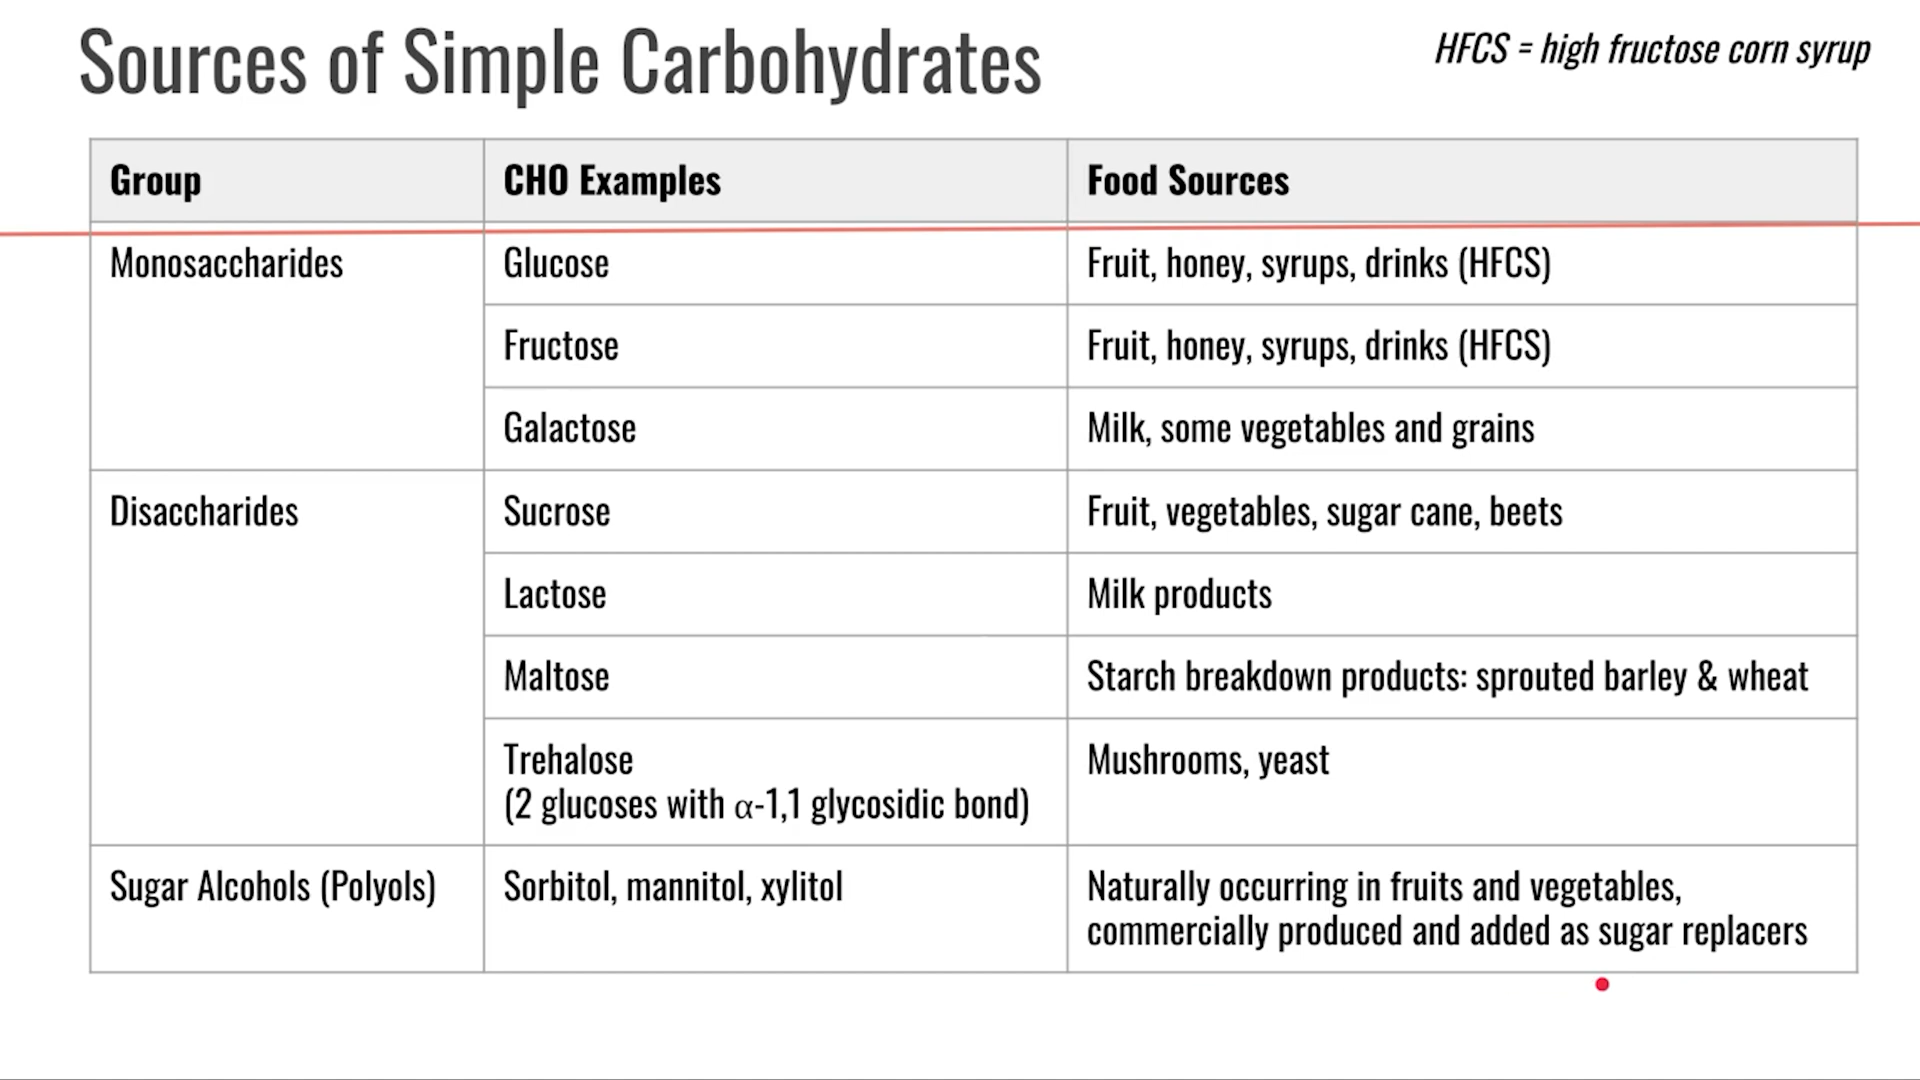 Sources of Simple Carbohydrates
HFCS = high fructose corn syrup
Group
CHO Examples
Food Sources
Monosaccharides
Glucose
Fruit, honey, syrups, drinks (HFCS)
Fructose
Fruit, honey, syrups, drinks (HFCS)
Galactose
Milk, some vegetables and grains
Disaccharides
Sucrose
Fruit, vegetables, sugar cane, beets
Lactose
Milk products
Maltose
Starch breakdown products: sprouted barley & wheat
Trehalose
(2 glucoses with α-1,1 glycosidic bond)
Mushrooms, yeast
Sugar Alcohols (Polyols)
Sorbitol, mannitol, xylitol
Naturally occurring in fruits and vegetables,
commercially produced and added as sugar replacers